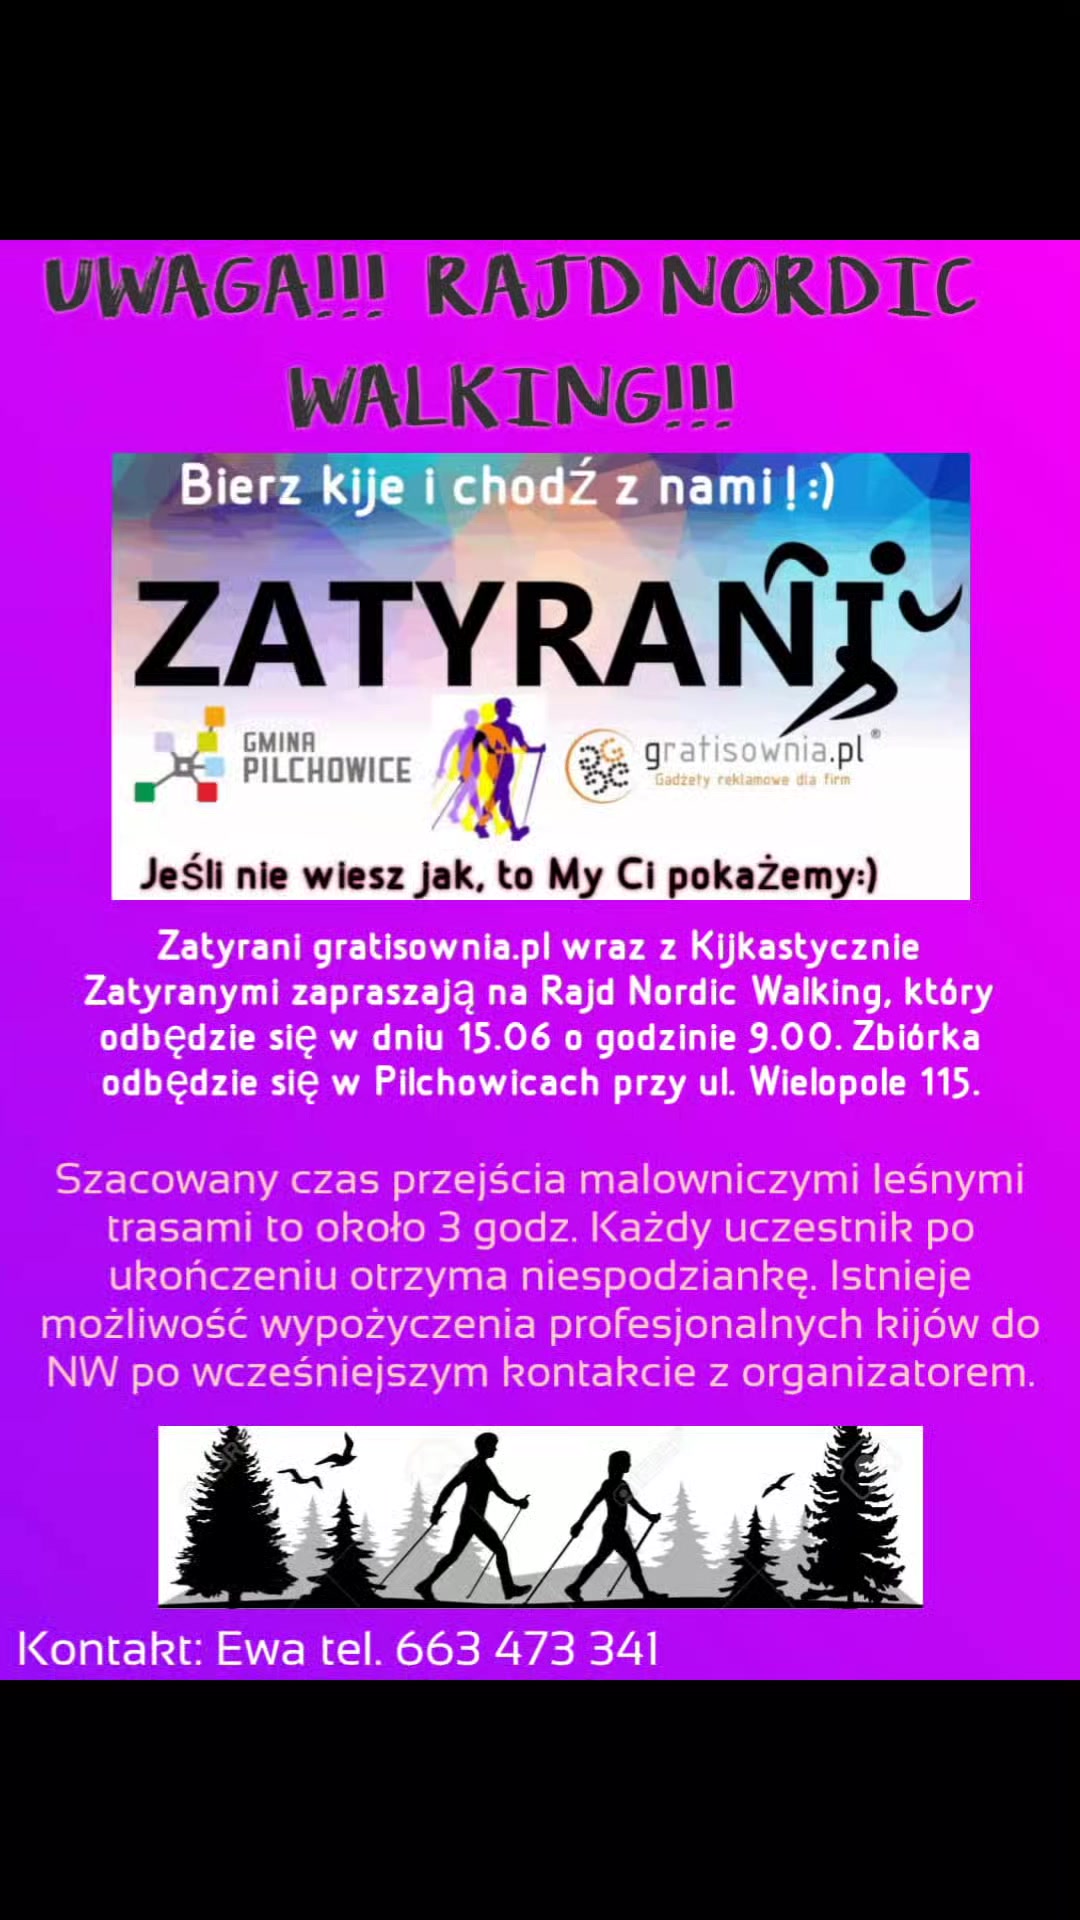 UWAGA!!! RAJD NORDIC
WALKING!!!
Bierz kije i chodŹ z nami!:)
ZATYRANI
GMINA
PILCHOWICE
gratisownia.pl®
Gadżety reklamowe dla firm
JeŚli nie wiesz jak, to My Ci pokaŻemy:)
Zatyrani gratisownia.pl wraz z Kijkastycznie
Zatyranymi zapraszają na Rajd Nordic Walking, który
odbędzie się w dniu 15.06 o godzinie 9.00. Zbiórka
odbędzie się w Pilchowicach przy ul. Wielopole 115.
Szacowany czas przejścia malowniczymi leśnymi
trasami to około 3 godz. Każdy uczestnik po
ukończeniu otrzyma niespodziankę. Istnieje
możliwość wypożyczenia profesjonalnych kijów do
NW po wcześniejszym kontakcie z organizatorem.
Kontakt: Ewa tel. 663 473 341